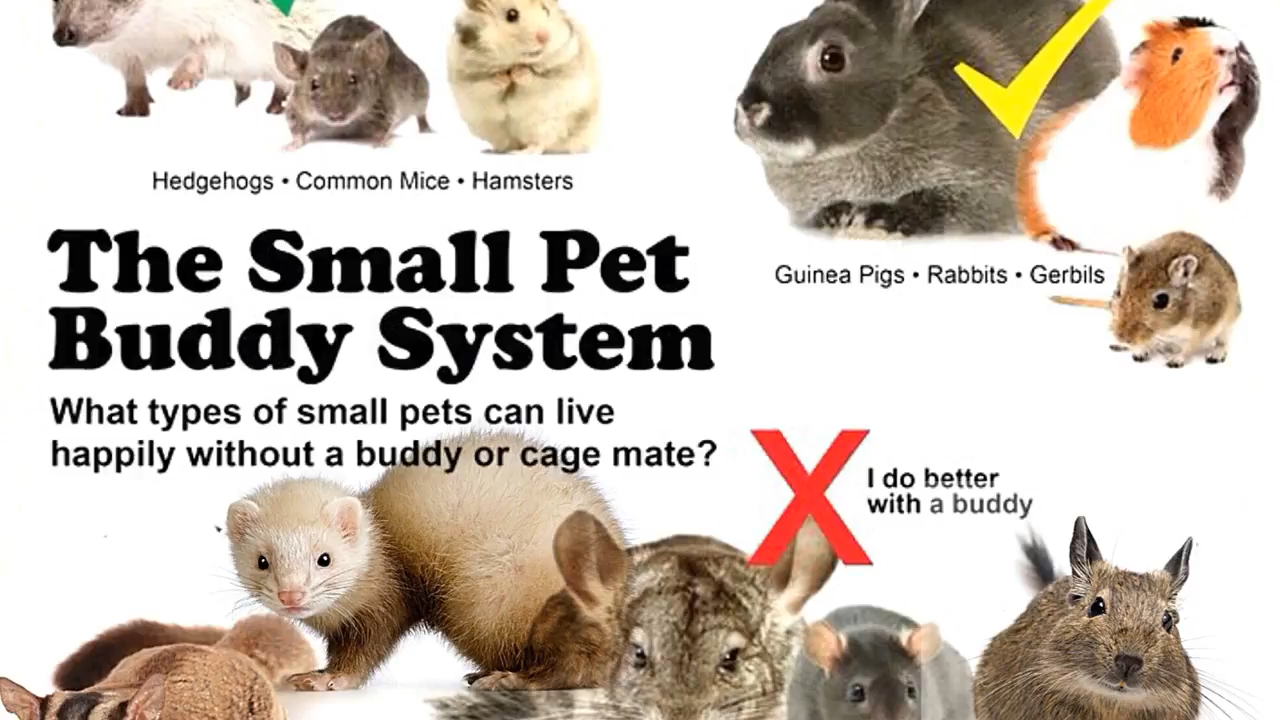 Hedgehogs • Common Mice • Hamsters
Guinea Pigs • Rabbits • Gerbils
The Small Pet
Buddy System
What types of small pets can live
happily without a buddy or cage mate?
X
I do better
with a buddy